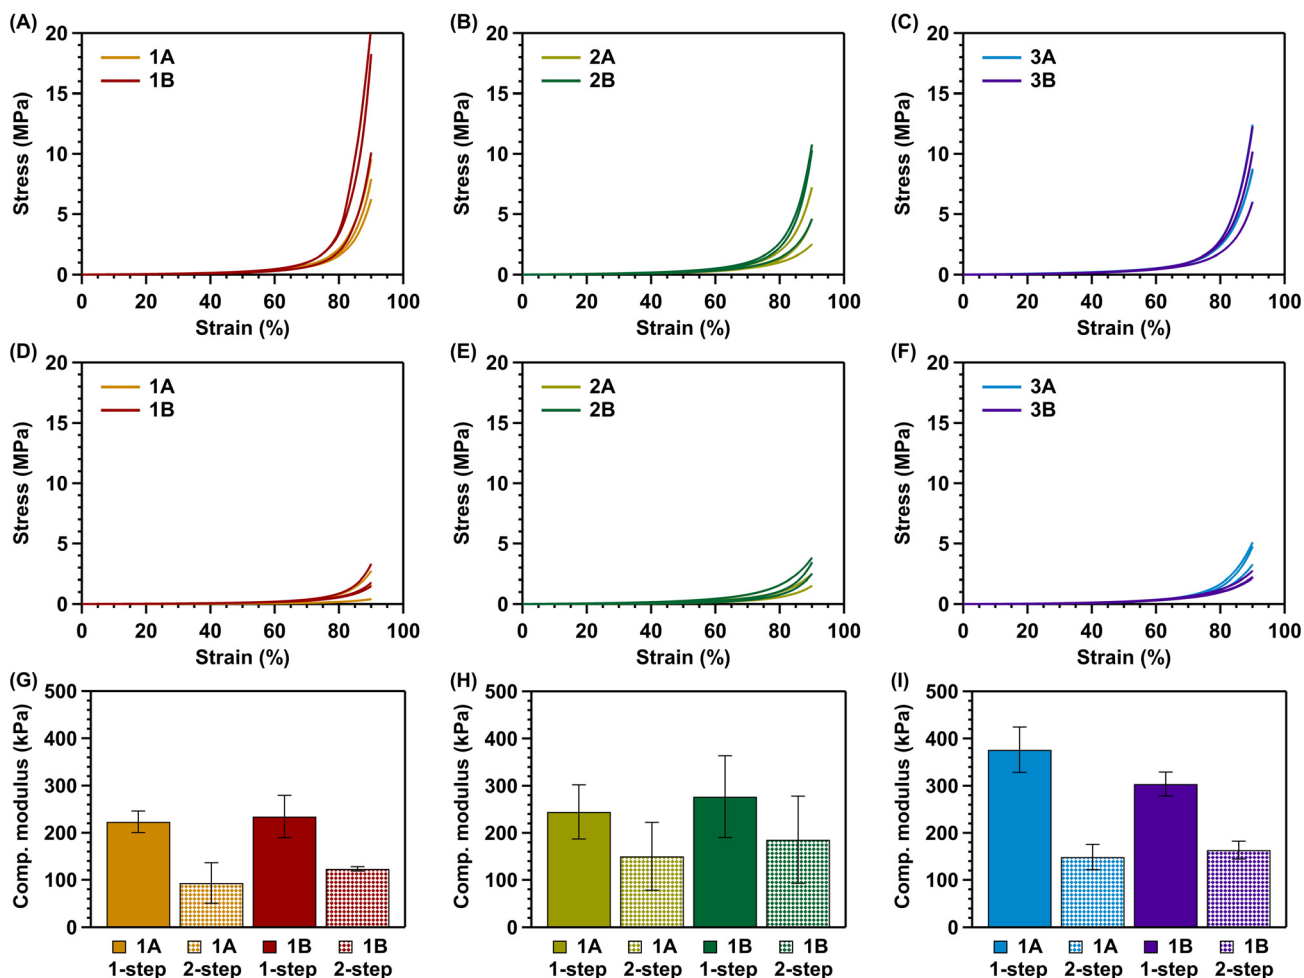 (A)
20
15
10
5
0
Stress (MPa)
1A
1B
0 20 40 60 80 100
Strain (%)
(B)
20
15
10
5
0
Stress (MPa)
2A
2B
0 20 40 60 80 100
Strain (%)
(C)
20
15
10
5
0
Stress (MPa)
3A
3B
0 20 40 60 80 100
Strain (%)
(D)
20
15
10
5
0
Stress (MPa)
1A
1B
0 20 40 60 80 100
Strain (%)
(E)
20
15
10
5
0
Stress (MPa)
2A
2B
0 20 40 60 80 100
Strain (%)
(F)
20
15
10
5
0
Stress (MPa)
3A
3B
0 20 40 60 80 100
Strain (%)
(G)
500
400
300
200
100
0
Comp. modulus (kPa)
1A 1A 1B 1B
1-step 2-step 1-step 2-step
(H)
500
400
300
200
100
0
Comp. modulus (kPa)
1A 1A 1B 1B
1-step 2-step 1-step 2-step
(I)
500
400
300
200
100
0
Comp. modulus (kPa)
1A 1A 1B 1B
1-step 2-step 1-step 2-step